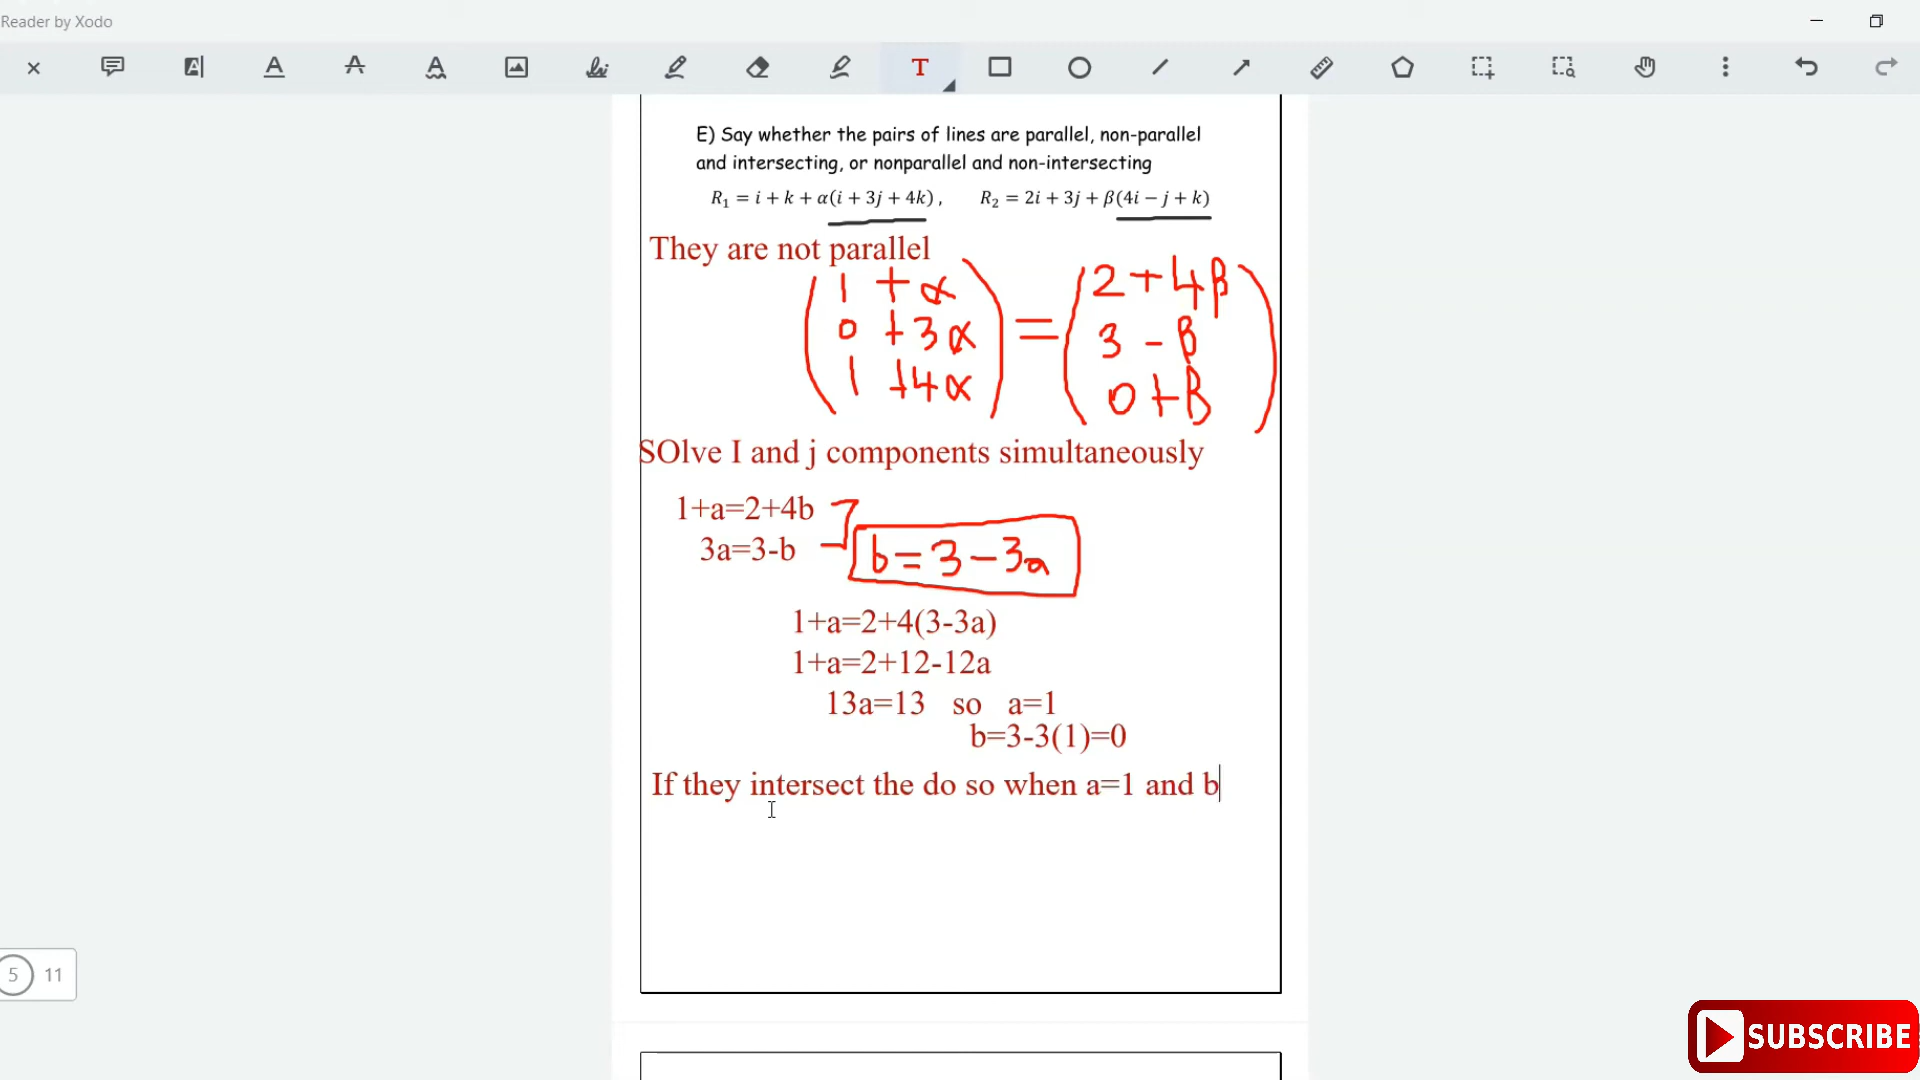 Reader by Xodo
E) Say whether the pairs of lines are parallel, non-parallel
and intersecting, or nonparallel and non-intersecting
R₁ = i + k + α(i + 3j + 4k) ,   R₂ = 2i + 3j + β(4i − j + k)
They are not parallel
1 + α   2 + 4β
0 + 3α = 3 - β
1 + 4α   0 + β
SOlve I and j components simultaneously
1+a=2+4b
3a=3-b
b = 3 - 3a
1+a=2+4(3-3a)
1+a=2+12-12a
13a=13 so a=1
b=3-3(1)=0
If they intersect the do so when a=1 and b
5 11
SUBSCRIBE